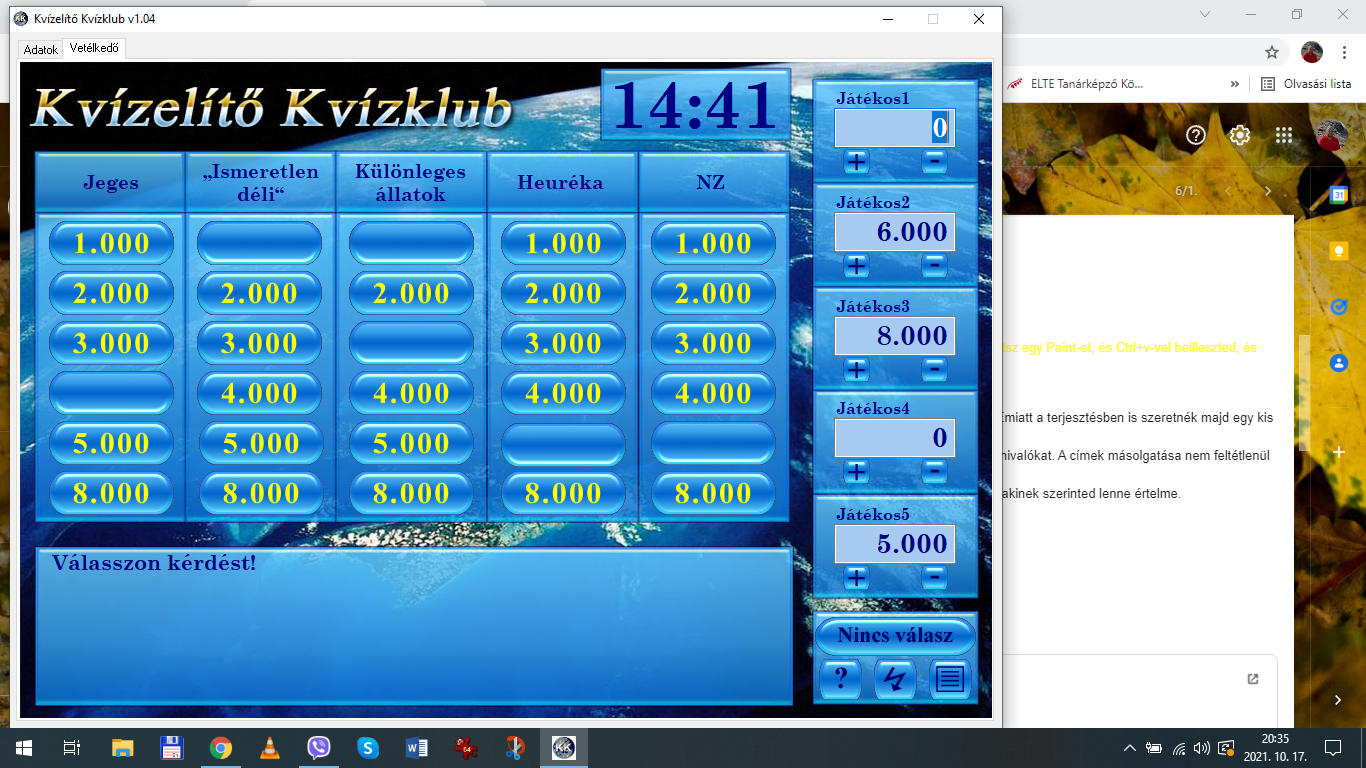 Kvízelítő Kvízklub v1.04
Adatok
Vetélkedő
Kvízelítő Kvízklub
14:41
Jeges
„Ismeretlen
déli“
Különleges
állatok
Heuréka
NZ
1.000
1.000
1.000
2.000
2.000
2.000
2.000
2.000
3.000
3.000
3.000
3.000
4.000
4.000
4.000
4.000
5.000
5.000
5.000
8.000
8.000
8.000
8.000
8.000
Válasszon kérdést!
Játékos1
0
+ -
Játékos2
6.000
+ -
Játékos3
8.000
+ -
Játékos4
0
+ -
Játékos5
5.000
+ -
Nincs válasz
?
ELTE Tanárképző Kö...
»
Olvasási lista
6/1.
31
sz egy Paint-et, és Ctrl+v-vel beilleszted, és
miatt a terjesztésben is szeretnék majd egy kis
hivalókat. A címek másolgatása nem feltétlenül
akinek szerinted lenne értelme.
KK
64
20:35
2021. 10. 17.